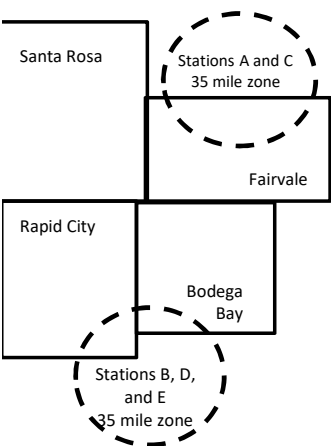 Santa Rosa
Stations A and C
35 mile zone
Fairvale
Rapid City
Bodega
Bay
Stations B, D,
and E
35 mile zone